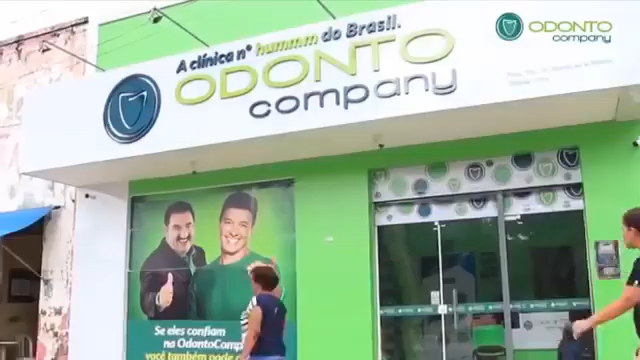 A clínica nº hummm do Brasil.
ODONTO
company
ODONTO
company
Se eles confiam
na OdontoComp
você também pode